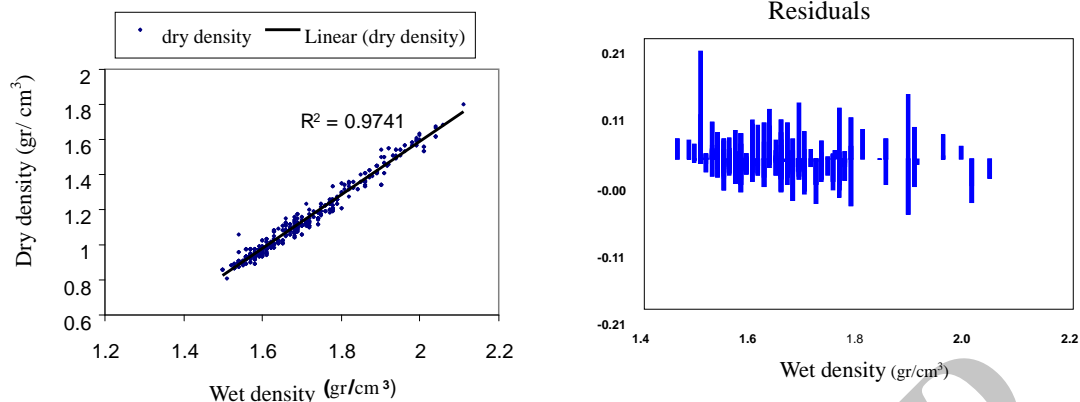 dry density Linear (dry density)
Dry density (gr/ cm³)
2
1.8
1.6
1.4
1.2
1
0.8
0.6
R² = 0.9741
1.2 1.4 1.6 1.8 2 2.2
Wet density (gr/cm³)
Residuals
0.21
0.11
-0.00
-0.11
-0.21
1.4 1.6 1.8 2.0 2.2
Wet density (gr/cm³)